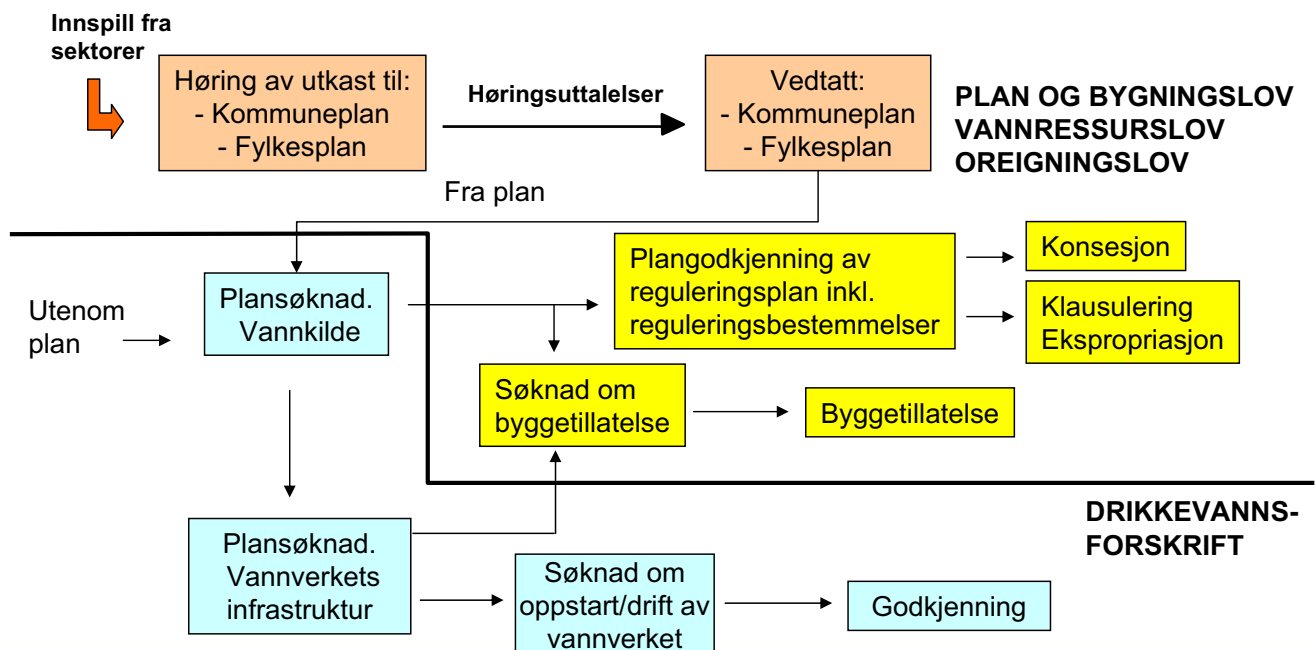 Innspill fra
sektorer
Høring av utkast til:
- Kommuneplan
- Fylkesplan
Høringsuttalelser
Vedtatt:
- Kommuneplan
- Fylkesplan
PLAN OG BYGNINGSLOV
VANNRESSURSLOV
OREIGNINGSLOV
Fra plan
Utenom
plan
Plansøknad.
Vannkilde
Plangodkjenning av
reguleringsplan inkl.
reguleringsbestemmelser
Konsesjon
Klausulering
Ekspropriasjon
Søknad om
byggetillatelse
Byggetillatelse
DRIKKEVANNS-
FORSKRIFT
Plansøknad.
Vannverkets
infrastruktur
Søknad om
oppstart/drift av
vannverket
Godkjenning